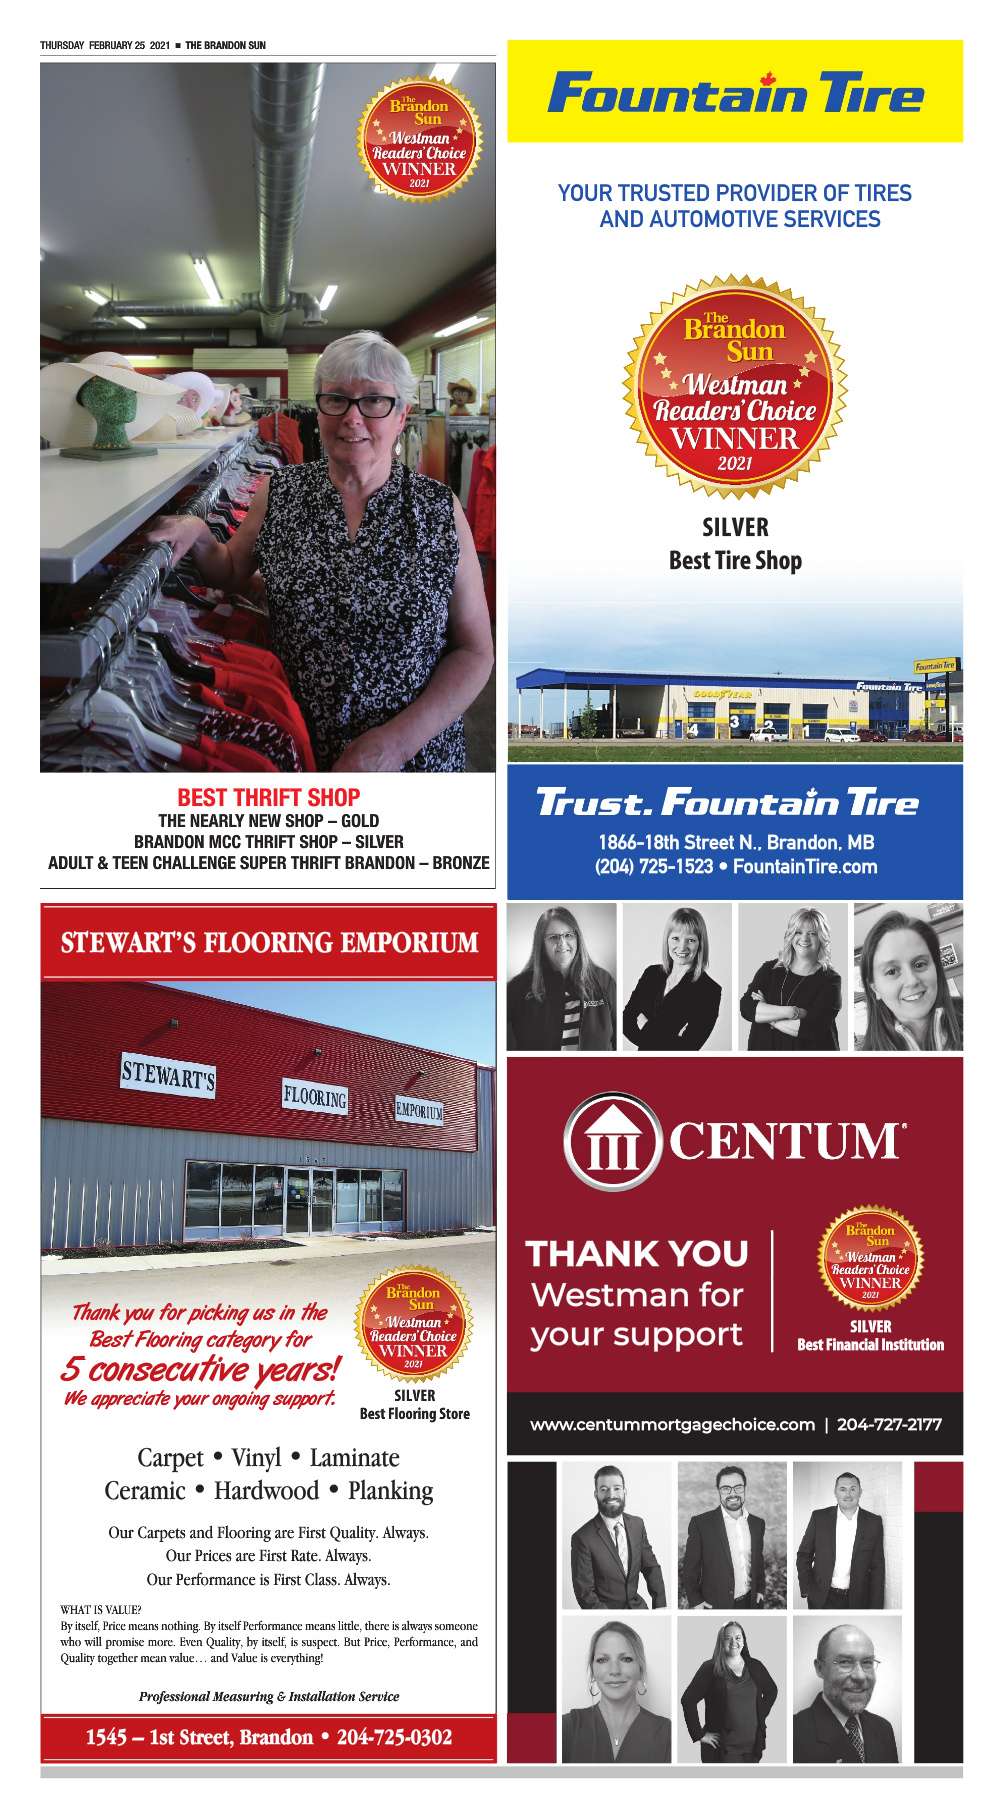 THURSDAY FEBRUARY 25 2021 ■ THE BRANDON SUN
The
Brandon
Sun
Westman
Readers' Choice
WINNER
2021
BEST THRIFT SHOP
THE NEARLY NEW SHOP – GOLD
BRANDON MCC THRIFT SHOP – SILVER
ADULT & TEEN CHALLENGE SUPER THRIFT BRANDON – BRONZE
STEWART'S FLOORING EMPORIUM
STEWART'S
FLOORING
EMPORIUM
1545
Thank you for picking us in the
Best Flooring category for
5 consecutive years!
We appreciate your ongoing support.
The
Brandon
Sun
Westman
Readers' Choice
WINNER
2021
SILVER
Best Flooring Store
Carpet • Vinyl • Laminate
Ceramic • Hardwood • Planking
Our Carpets and Flooring are First Quality. Always.
Our Prices are First Rate. Always.
Our Performance is First Class. Always.
WHAT IS VALUE?
By itself, Price means nothing. By itself Performance means little, there is always someone
who will promise more. Even Quality, by itself, is suspect. But Price, Performance, and
Quality together mean value… and Value is everything!
Professional Measuring & Installation Service
1545 – 1st Street, Brandon • 204-725-0302
Fountain Tire
YOUR TRUSTED PROVIDER OF TIRES
AND AUTOMOTIVE SERVICES
The
Brandon
Sun
Westman
Readers' Choice
WINNER
2021
SILVER
Best Tire Shop
Fountain Tire
GOODYEAR
Fountain Tire
4 3 2 1
Trust. Fountain Tire
1866-18th Street N., Brandon, MB
(204) 725-1523 • FountainTire.com
CENTUM®
THANK YOU
Westman for
your support
The
Brandon
Sun
Westman
Readers' Choice
WINNER
2021
SILVER
Best Financial Institution
www.centummortgagechoice.com | 204-727-2177